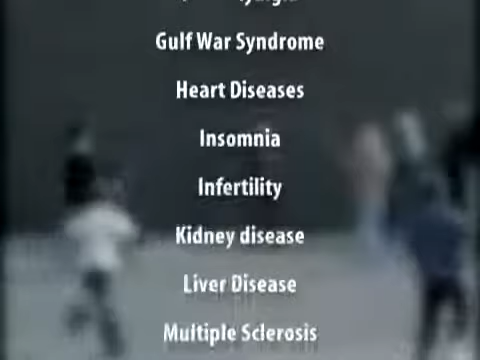 Gulf War Syndrome
Heart Diseases
Insomnia
Infertility
Kidney disease
Liver Disease
Multiple Sclerosis